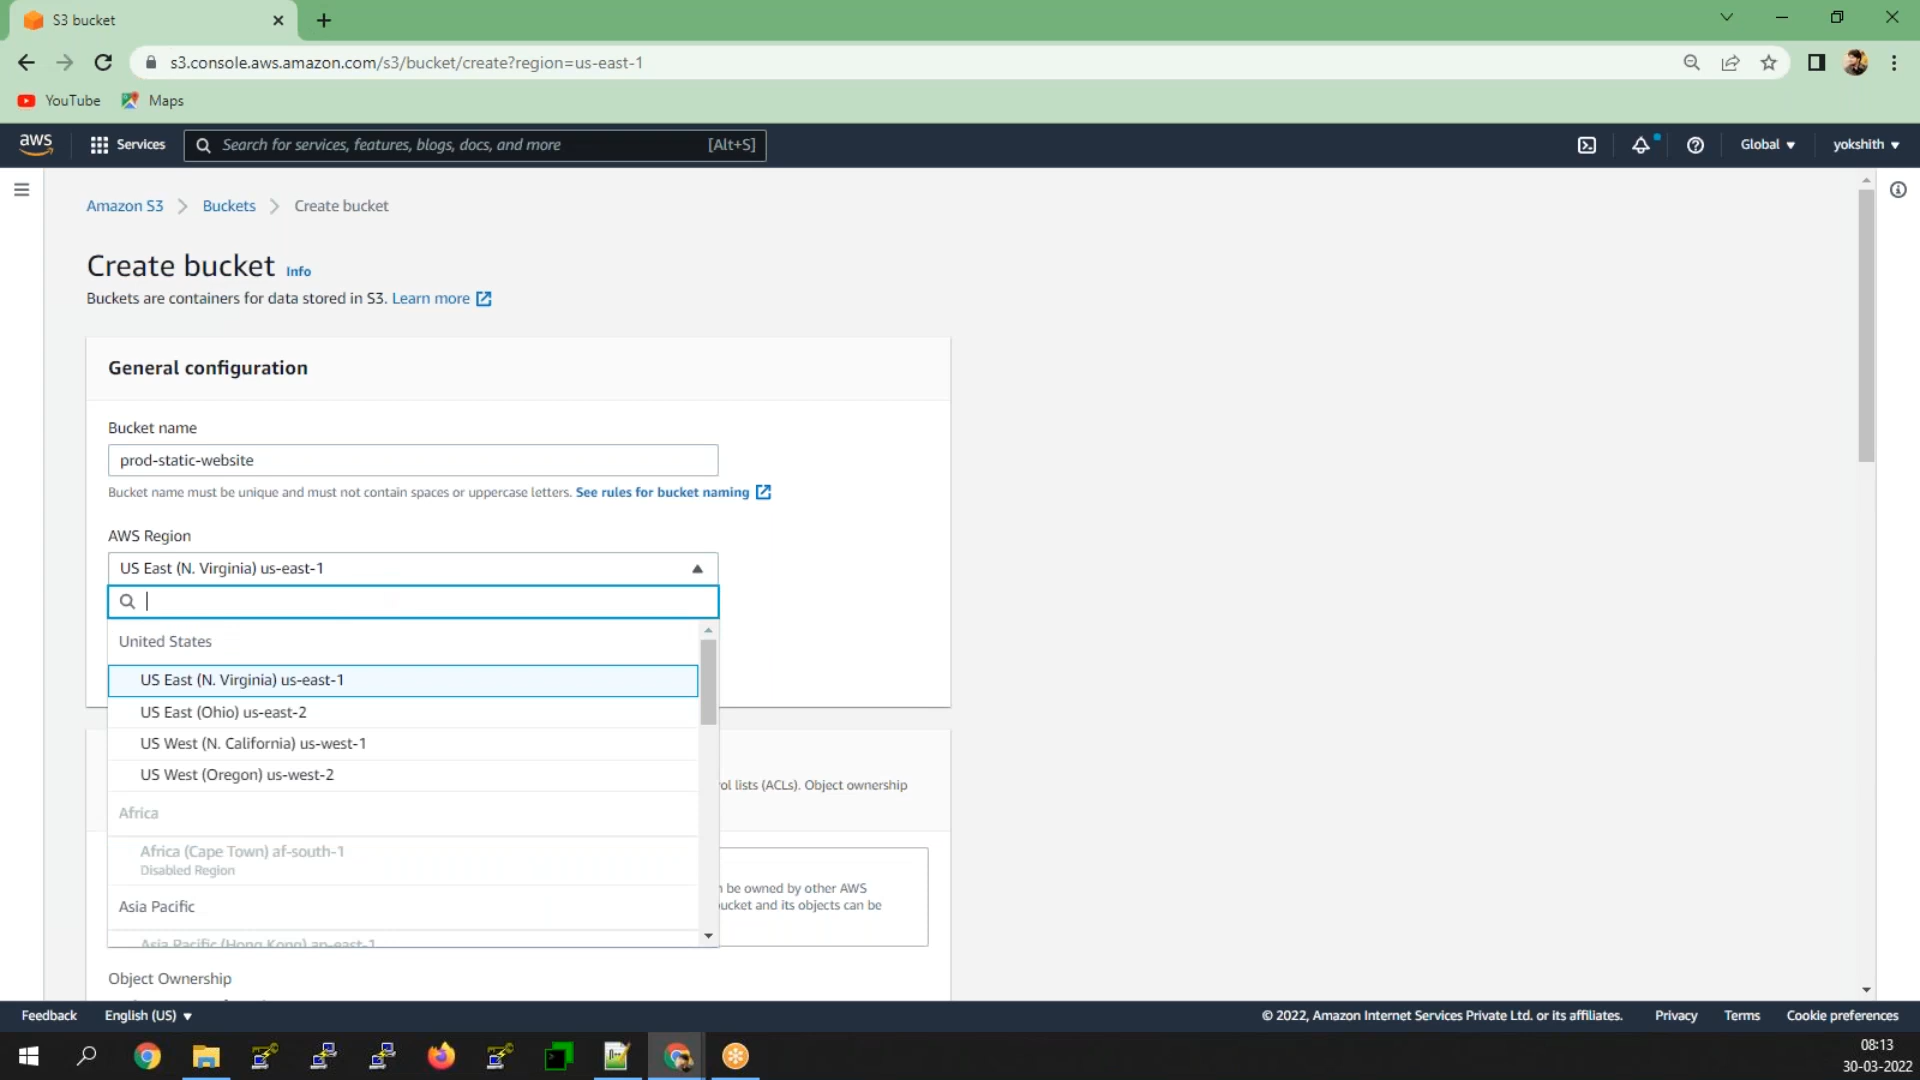 S3 bucket
s3.console.aws.amazon.com/s3/bucket/create?region=us-east-1
YouTube Maps
aws Services Search for services, features, blogs, docs, and more [Alt+S] Global yokshith
Amazon S3 Buckets Create bucket
Create bucket Info
Buckets are containers for data stored in S3. Learn more
General configuration
Bucket name
prod-static-website
Bucket name must be unique and must not contain spaces or uppercase letters. See rules for bucket naming
AWS Region
US East (N. Virginia) us-east-1
United States
US East (N. Virginia) us-east-1
US East (Ohio) us-east-2
US West (N. California) us-west-1
US West (Oregon) us-west-2
ol lists (ACLs). Object ownership
Africa
Africa (Cape Town) af-south-1
Disabled Region
be owned by other AWS
ucket and its objects can be
Asia Pacific
Asia Pacific (Hong Kong) ap-east-1
Object Ownership
Feedback English (US) © 2022, Amazon Internet Services Private Ltd. or its affiliates. Privacy Terms Cookie preferences
08:13
30-03-2022